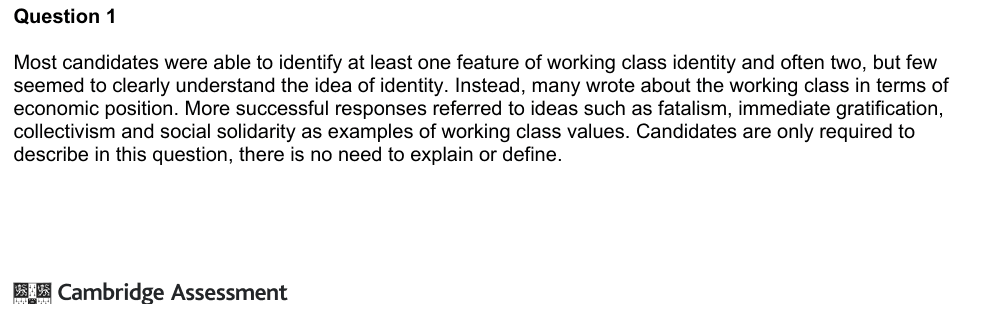 Question 1
Most candidates were able to identify at least one feature of working class identity and often two, but few
seemed to clearly understand the idea of identity. Instead, many wrote about the working class in terms of
economic position. More successful responses referred to ideas such as fatalism, immediate gratification,
collectivism and social solidarity as examples of working class values. Candidates are only required to
describe in this question, there is no need to explain or define.
Cambridge Assessment